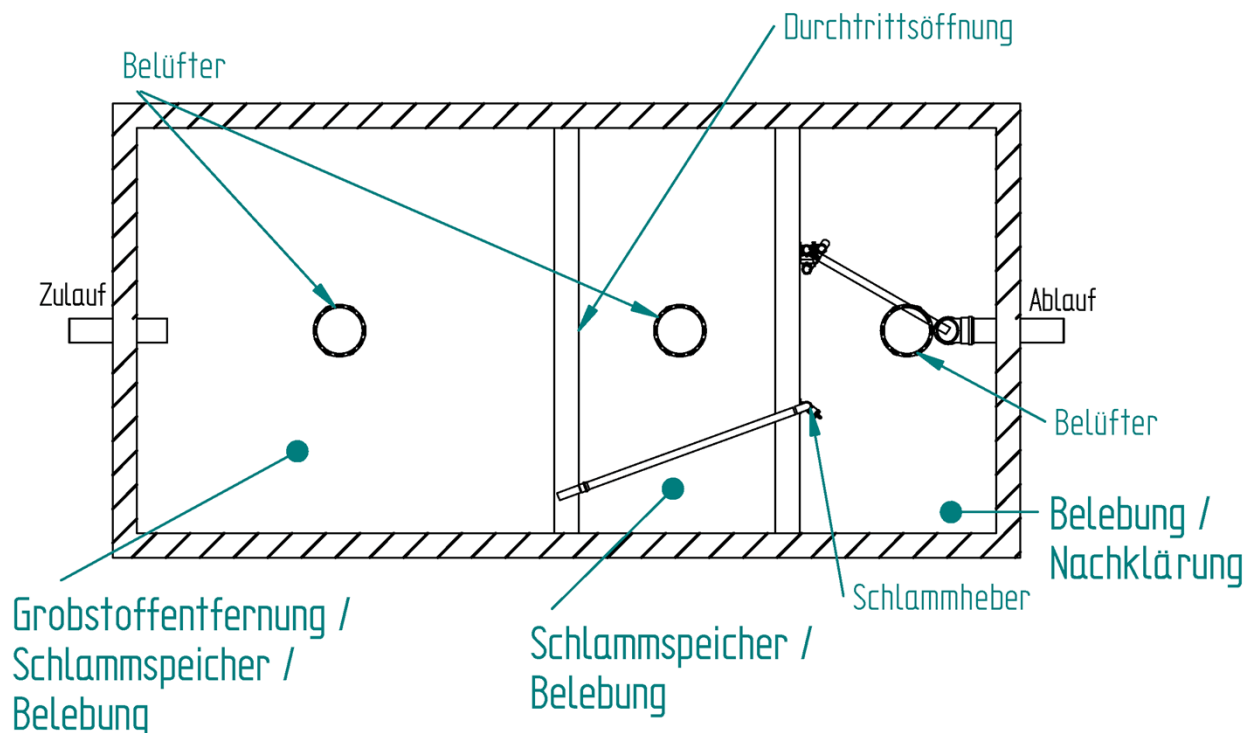 Durchtrittsöffnung
Belüfter
Zulauf
Ablauf
Belüfter
Belebung /
Nachklärung
Schlammheber
Grobstoffentfernung /
Schlammspeicher /
Belebung
Schlammspeicher /
Belebung